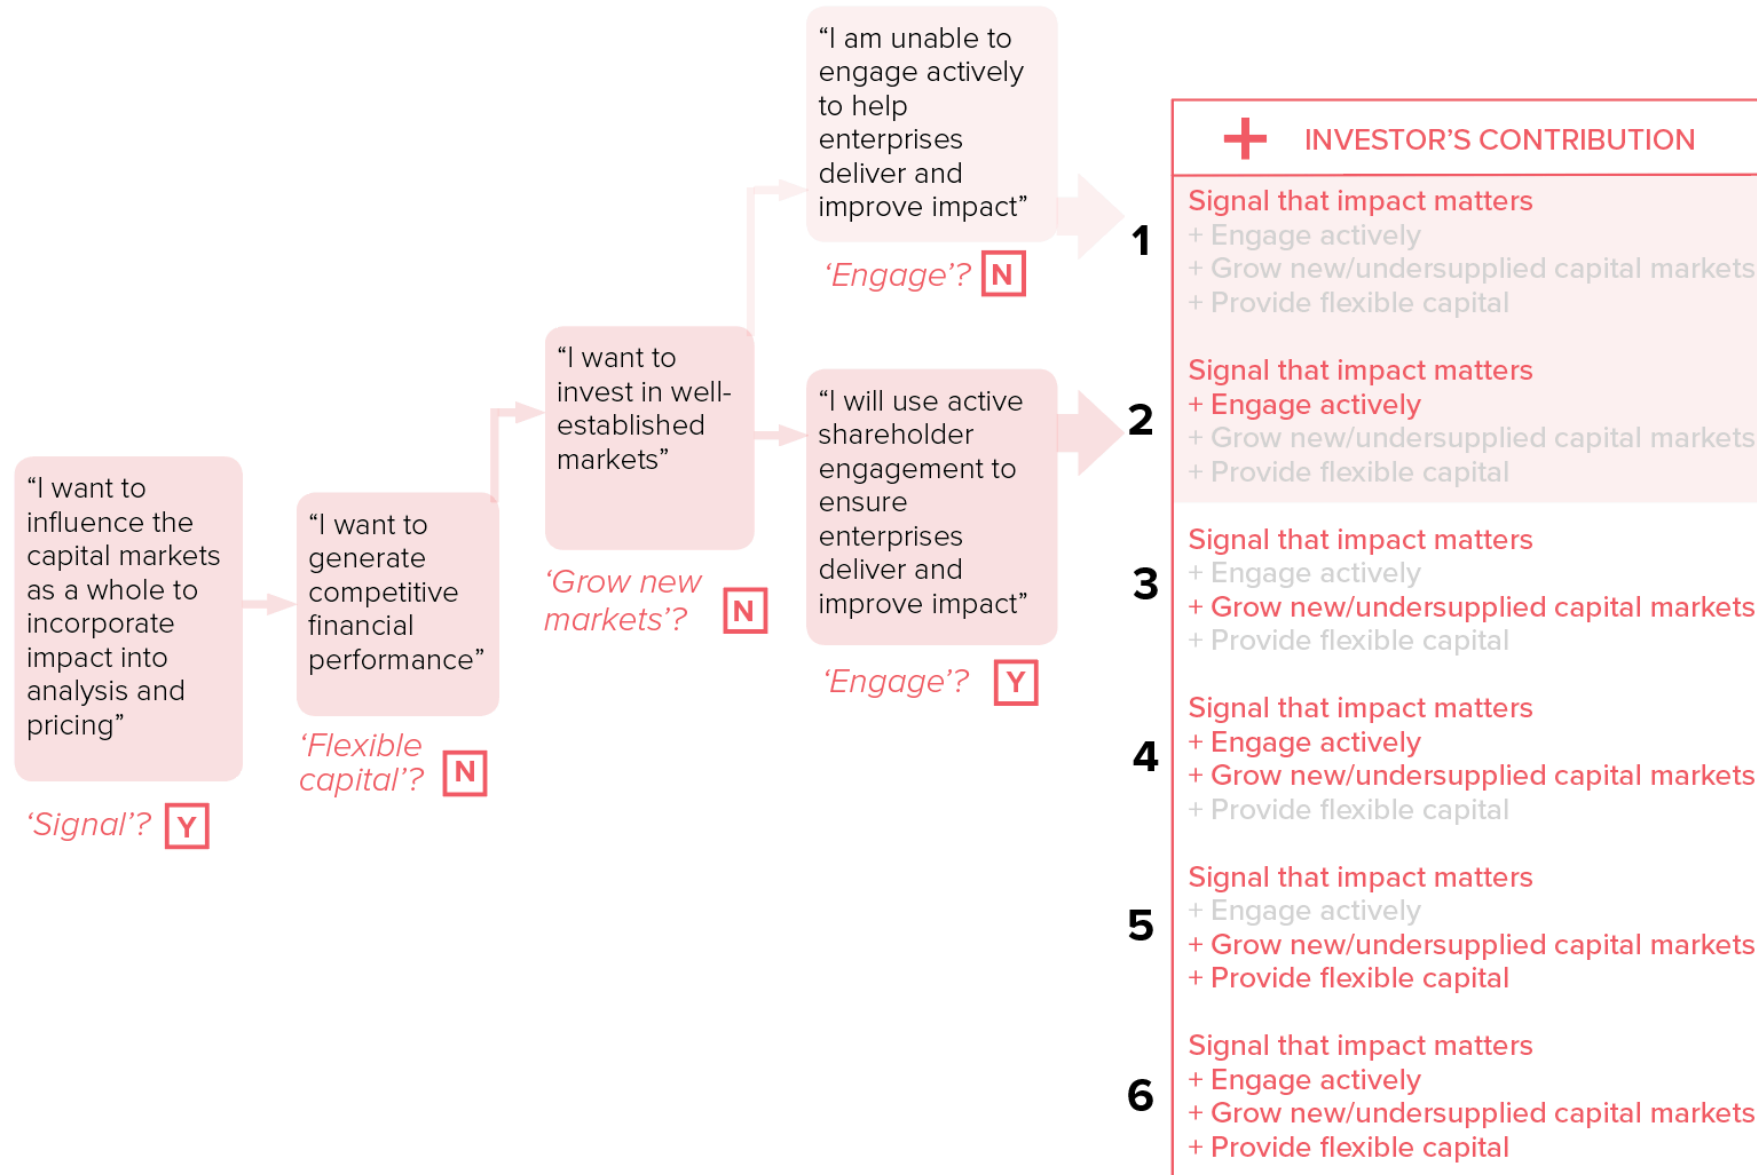 “I want to
influence the
capital markets
as a whole to
incorporate
impact into
analysis and
pricing”
‘Signal’? Y
“I want to
generate
competitive
financial
performance”
‘Flexible
capital’? N
“I want to
invest in well-
established
markets”
‘Grow new
markets’? N
“I am unable to
engage actively
to help
enterprises
deliver and
improve impact”
‘Engage’? N
“I will use active
shareholder
engagement to
ensure
enterprises
deliver and
improve impact”
‘Engage’? Y
+ INVESTOR’S CONTRIBUTION
1
Signal that impact matters
+ Engage actively
+ Grow new/undersupplied capital markets
+ Provide flexible capital
2
Signal that impact matters
+ Engage actively
+ Grow new/undersupplied capital markets
+ Provide flexible capital
3
Signal that impact matters
+ Engage actively
+ Grow new/undersupplied capital markets
+ Provide flexible capital
4
Signal that impact matters
+ Engage actively
+ Grow new/undersupplied capital markets
+ Provide flexible capital
5
Signal that impact matters
+ Engage actively
+ Grow new/undersupplied capital markets
+ Provide flexible capital
6
Signal that impact matters
+ Engage actively
+ Grow new/undersupplied capital markets
+ Provide flexible capital